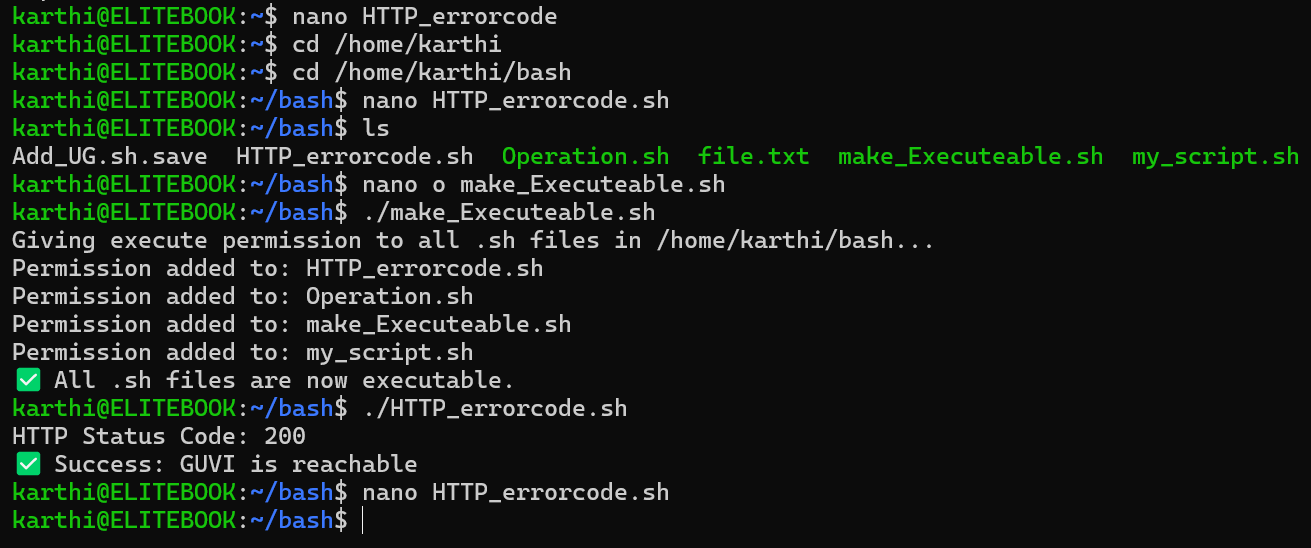 karthi@ELITEBOOK:~$ nano HTTP_errorcode
karthi@ELITEBOOK:~$ cd /home/karthi
karthi@ELITEBOOK:~$ cd /home/karthi/bash
karthi@ELITEBOOK:~/bash$ nano HTTP_errorcode.sh
karthi@ELITEBOOK:~/bash$ ls
Add_UG.sh.save  HTTP_errorcode.sh  Operation.sh  file.txt  make_Executeable.sh  my_script.sh
karthi@ELITEBOOK:~/bash$ nano o make_Executeable.sh
karthi@ELITEBOOK:~/bash$ ./make_Executeable.sh
Giving execute permission to all .sh files in /home/karthi/bash...
Permission added to: HTTP_errorcode.sh
Permission added to: Operation.sh
Permission added to: make_Executeable.sh
Permission added to: my_script.sh
✅ All .sh files are now executable.
karthi@ELITEBOOK:~/bash$ ./HTTP_errorcode.sh
HTTP Status Code: 200
✅ Success: GUVI is reachable
karthi@ELITEBOOK:~/bash$ nano HTTP_errorcode.sh
karthi@ELITEBOOK:~/bash$